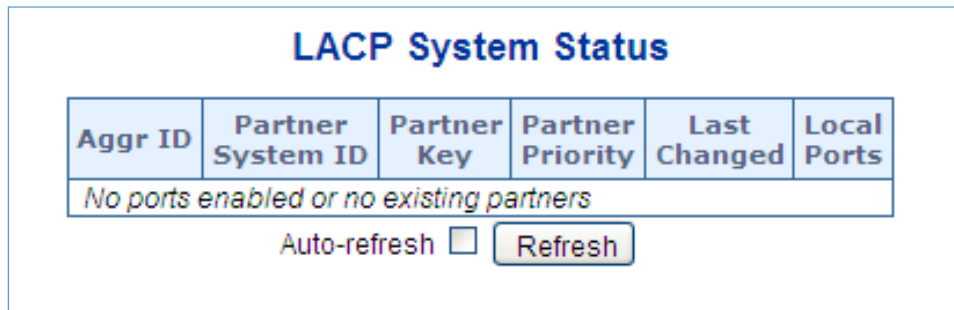 LACP System Status
Aggr ID Partner System ID Partner Key Partner Priority Last Changed Local Ports
No ports enabled or no existing partners
Auto-refresh Refresh